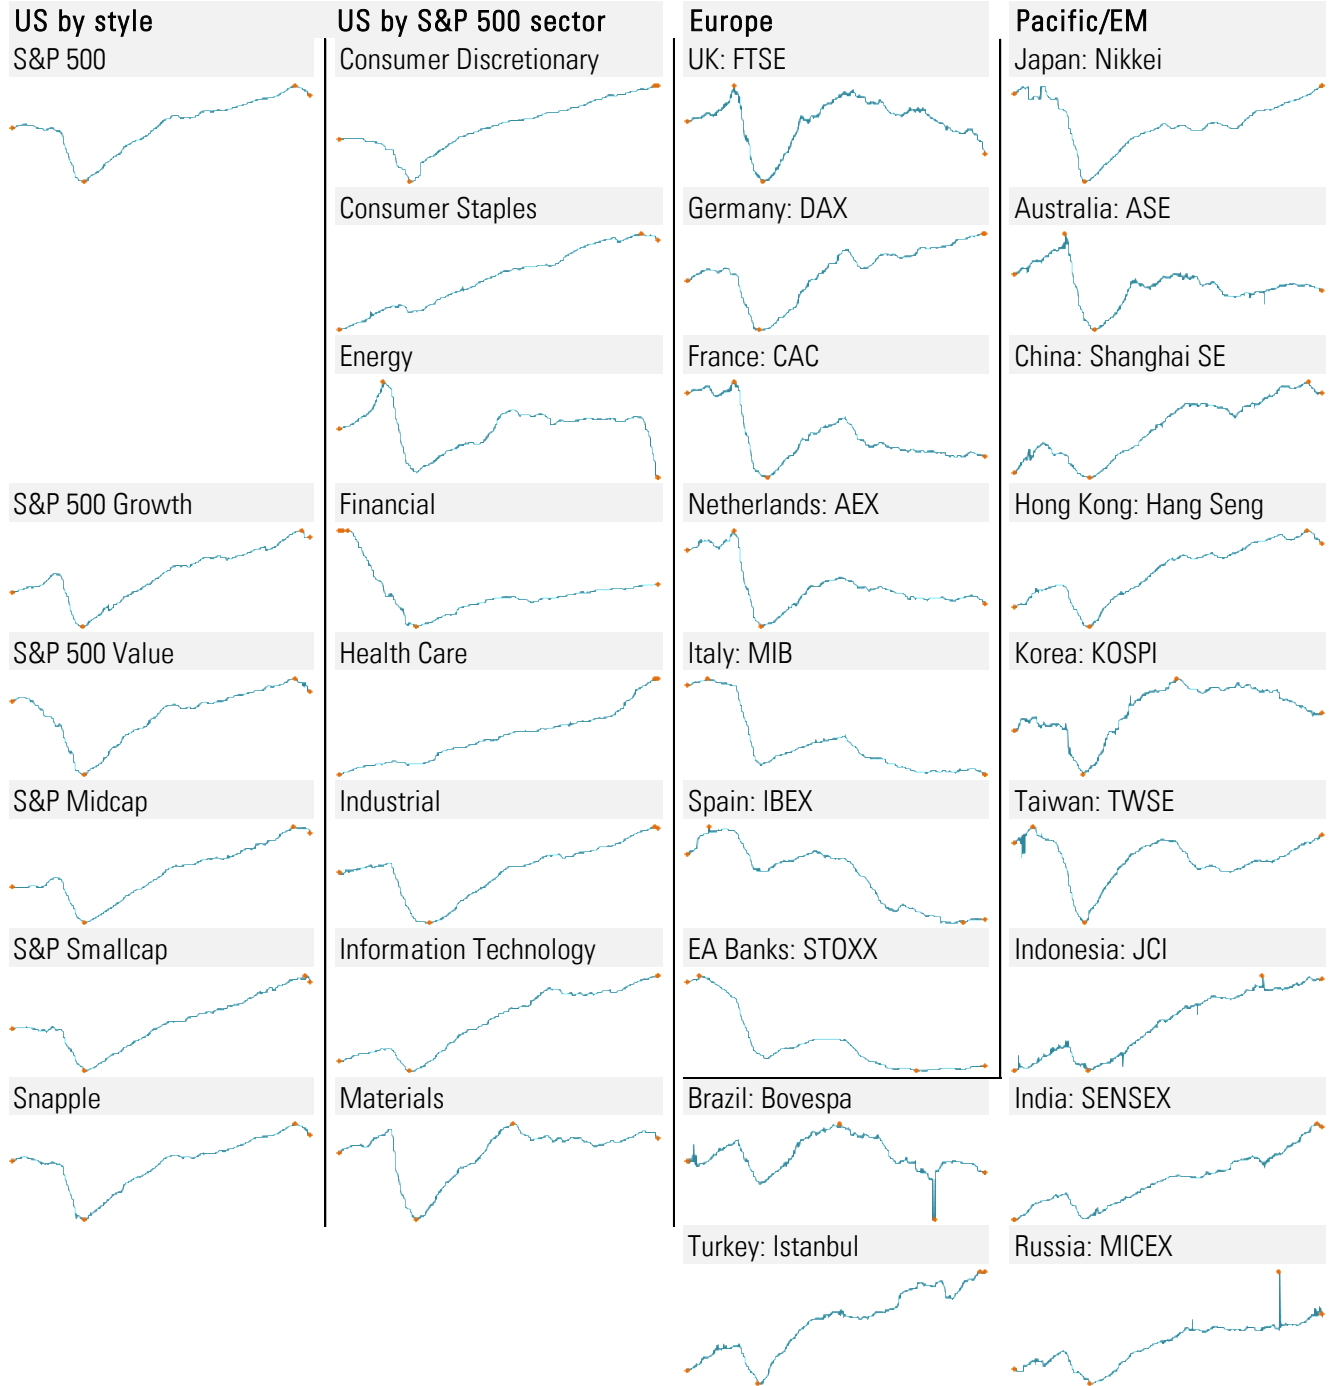 US by style
S&P 500
S&P 500 Growth
S&P 500 Value
S&P Midcap
S&P Smallcap
Snapple
US by S&P 500 sector
Consumer Discretionary
Consumer Staples
Energy
Financial
Health Care
Industrial
Information Technology
Materials
Europe
UK: FTSE
Germany: DAX
France: CAC
Netherlands: AEX
Italy: MIB
Spain: IBEX
EA Banks: STOXX
Brazil: Bovespa
Turkey: Istanbul
Pacific/EM
Japan: Nikkei
Australia: ASE
China: Shanghai SE
Hong Kong: Hang Seng
Korea: KOSPI
Taiwan: TWSE
Indonesia: JCI
India: SENSEX
Russia: MICEX